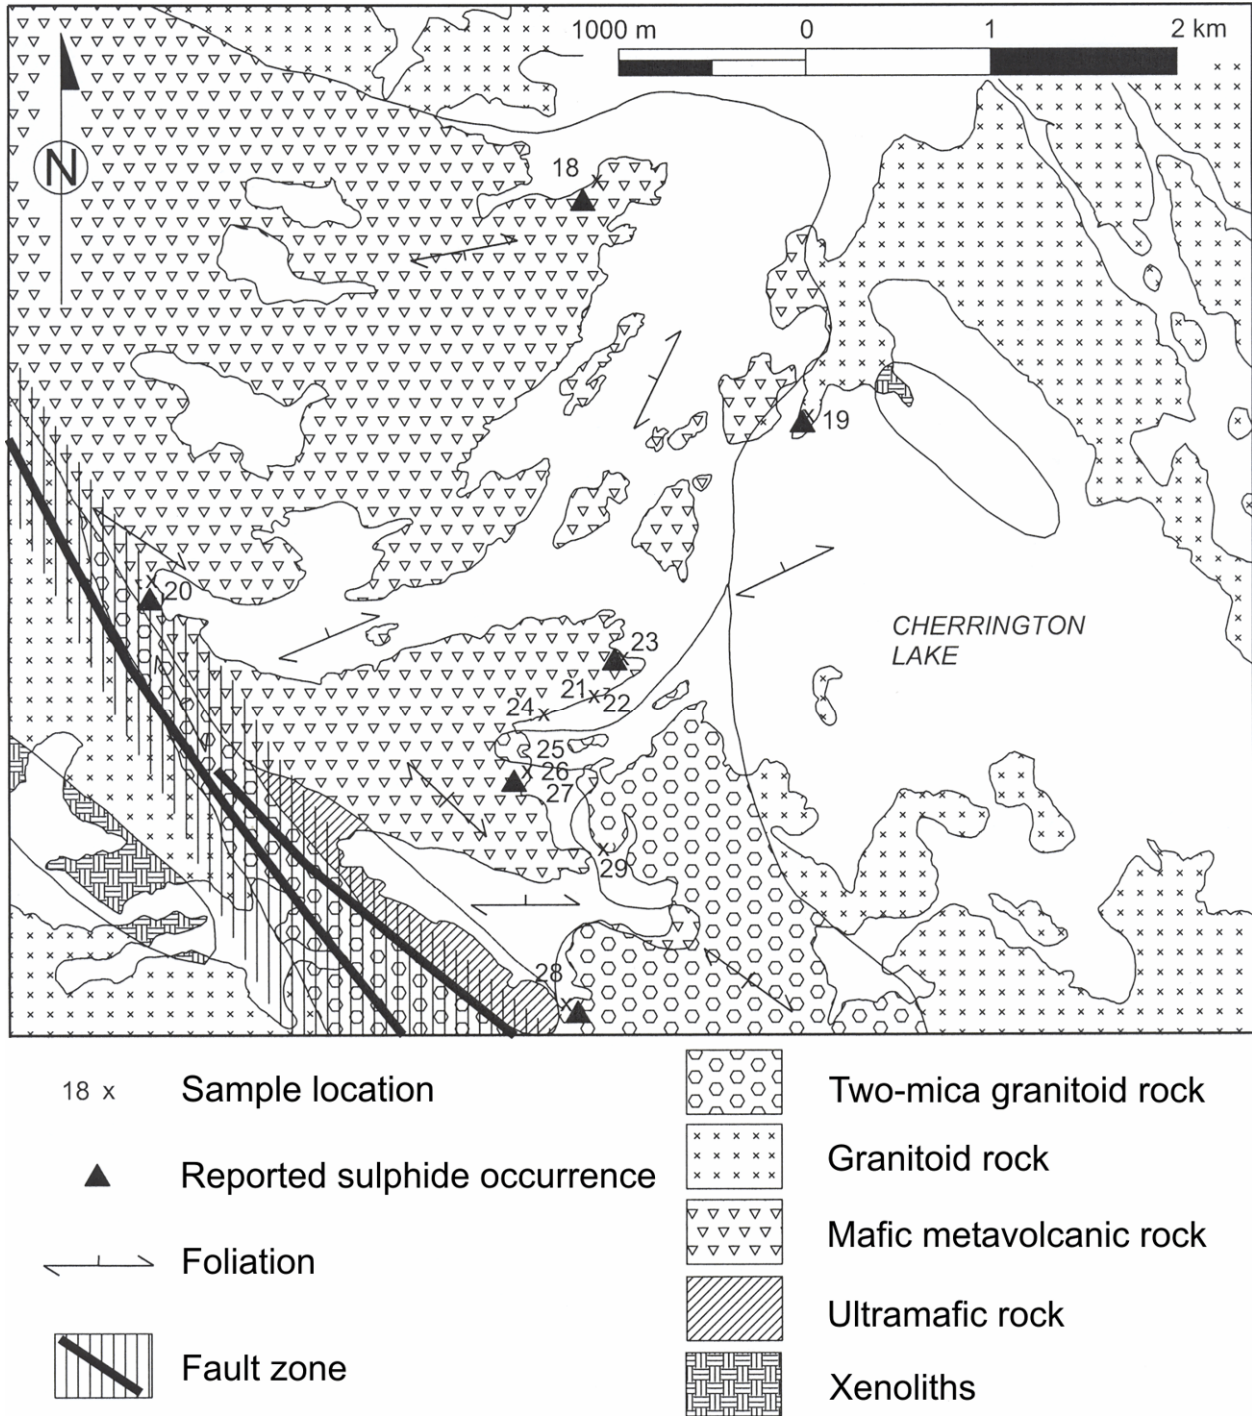 1000 m 0 1 2 km
N
18
19
20
CHERRINGTON
LAKE
23
21
22
24
25
26
27
29
28
18 x Sample location
Reported sulphide occurrence
Foliation
Fault zone
Two-mica granitoid rock
Granitoid rock
Mafic metavolcanic rock
Ultramafic rock
Xenoliths